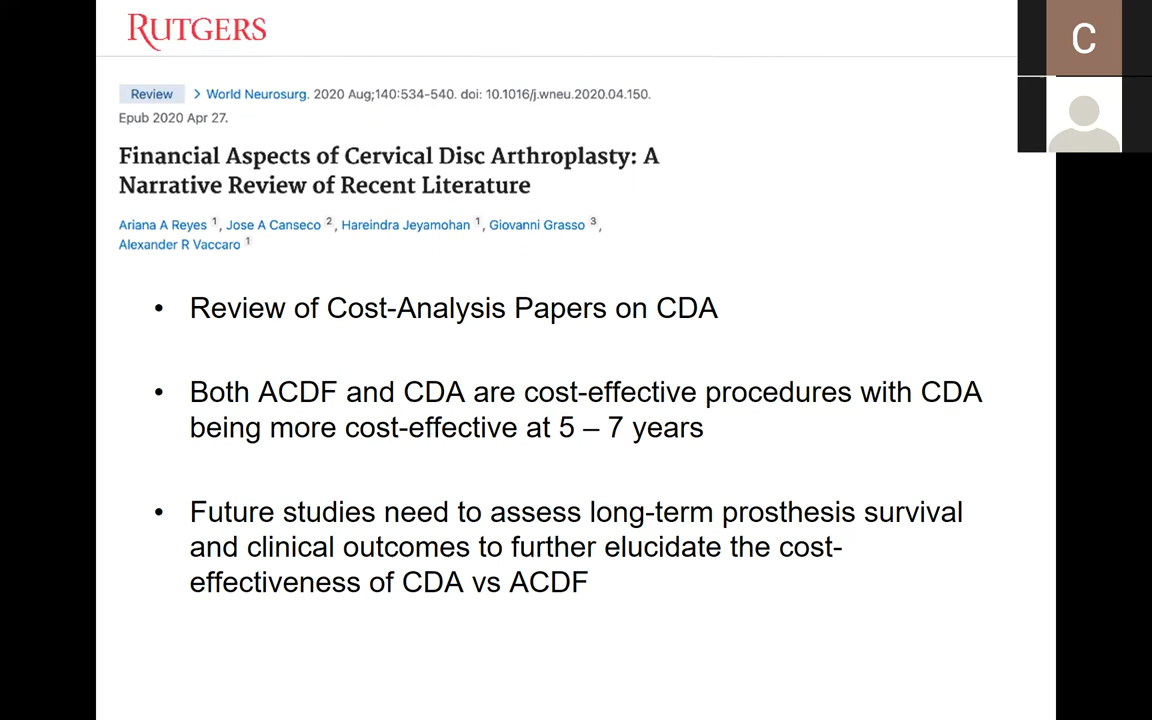 RUTGERS
C
Review > World Neurosurg. 2020 Aug;140:534-540. doi: 10.1016/j.wneu.2020.04.150.
Epub 2020 Apr 27.
Financial Aspects of Cervical Disc Arthroplasty: A
Narrative Review of Recent Literature
Ariana A Reyes 1, Jose A Canseco 2, Hareindra Jeyamohan 1, Giovanni Grasso 3,
Alexander R Vaccaro 1
• Review of Cost-Analysis Papers on CDA
• Both ACDF and CDA are cost-effective procedures with CDA
being more cost-effective at 5 – 7 years
• Future studies need to assess long-term prosthesis survival
and clinical outcomes to further elucidate the cost-
effectiveness of CDA vs ACDF